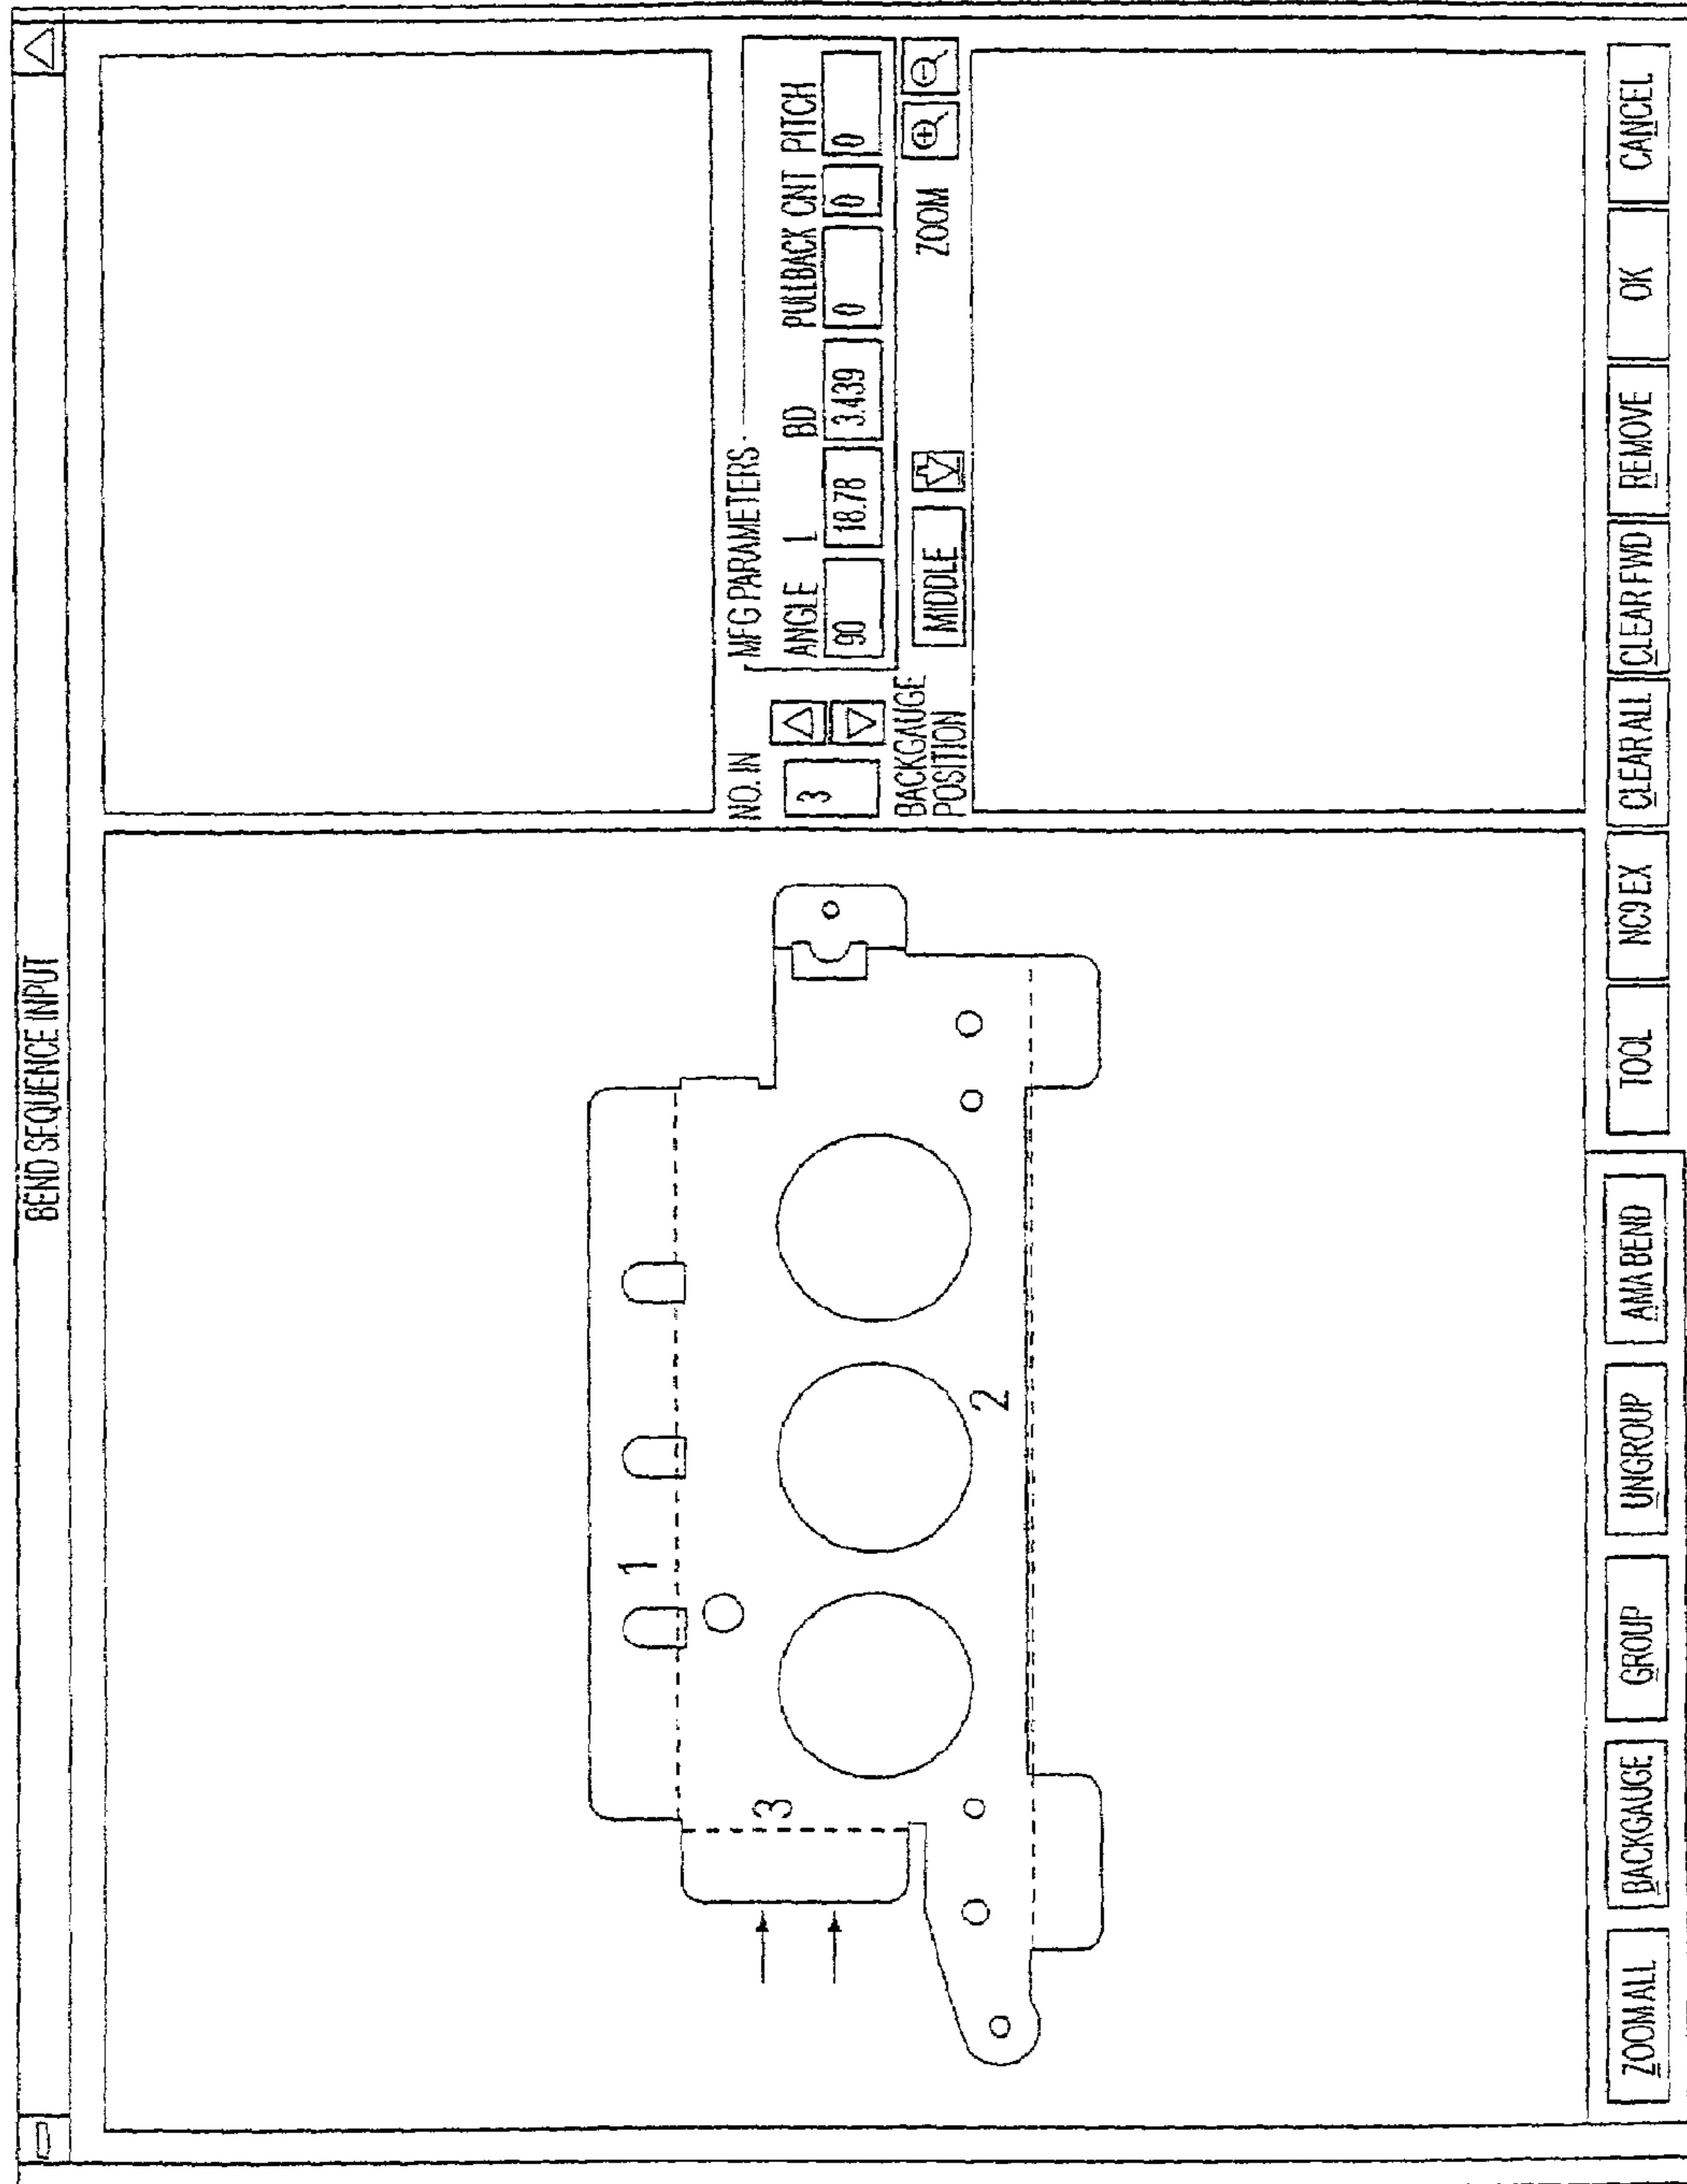 BEND SEQUENCE INPUT
NO. IN
MFG PARAMETERS
ANGLE L BD PULLBACK CNT PITCH
3
90 18.78 3.439 0 0 0
BACKGAUGE
POSITION
MIDDLE
ZOOM
1
3
2
ZOOM ALL BACKGAUGE GROUP UNGROUP AMA BEND TOOL NC9 EX CLEAR ALL CLEAR FWD REMOVE OK CANCEL